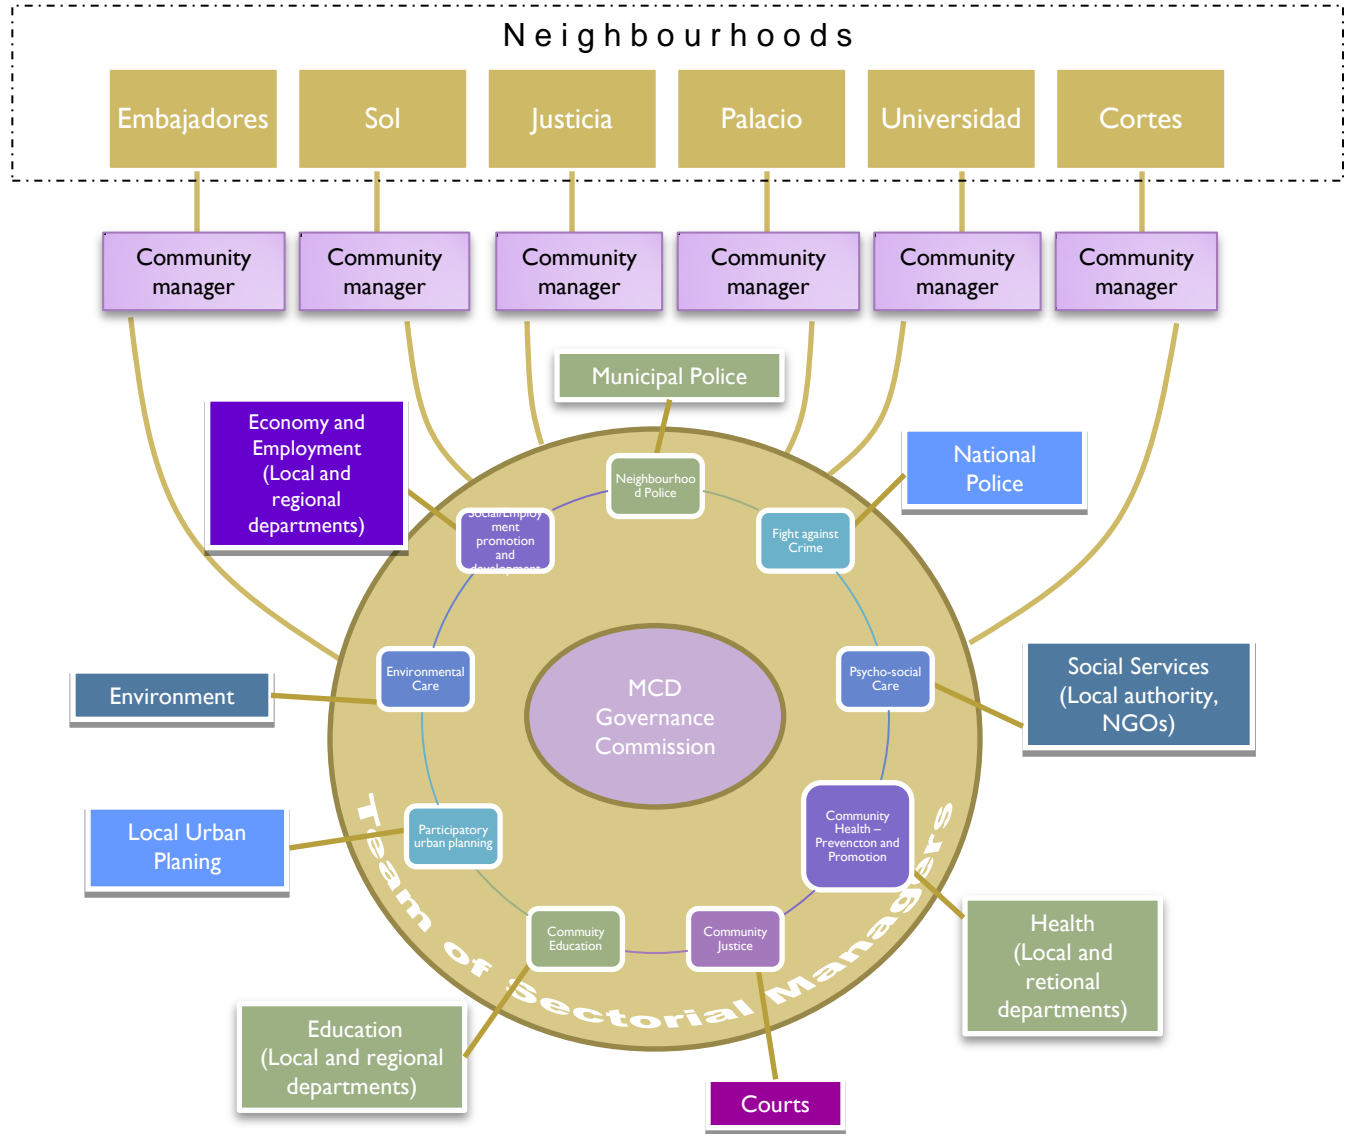 Neighbourhoods
Embajadores
Sol
Justicia
Palacio
Universidad
Cortes
Community
manager
Community
manager
Community
manager
Community
manager
Community
manager
Community
manager
Municipal Police
Economy and
Employment
(Local and
regional
departments)
National
Police
Neighbourhoo
d Police
Social/Employ
ment
promotion
and
development
Fight against
Crime
Environmental
Care
Psycho-social
Care
Environment
Social Services
(Local authority,
NGOs)
MCD
Governance
Commission
Local Urban
Planing
Participatory
urban planning
Community
Health –
Prevencton and
Promotion
Commuity
Education
Community
Justice
Team of Sectorial Managers
Health
(Local and
retional
departments)
Education
(Local and regional
departments)
Courts